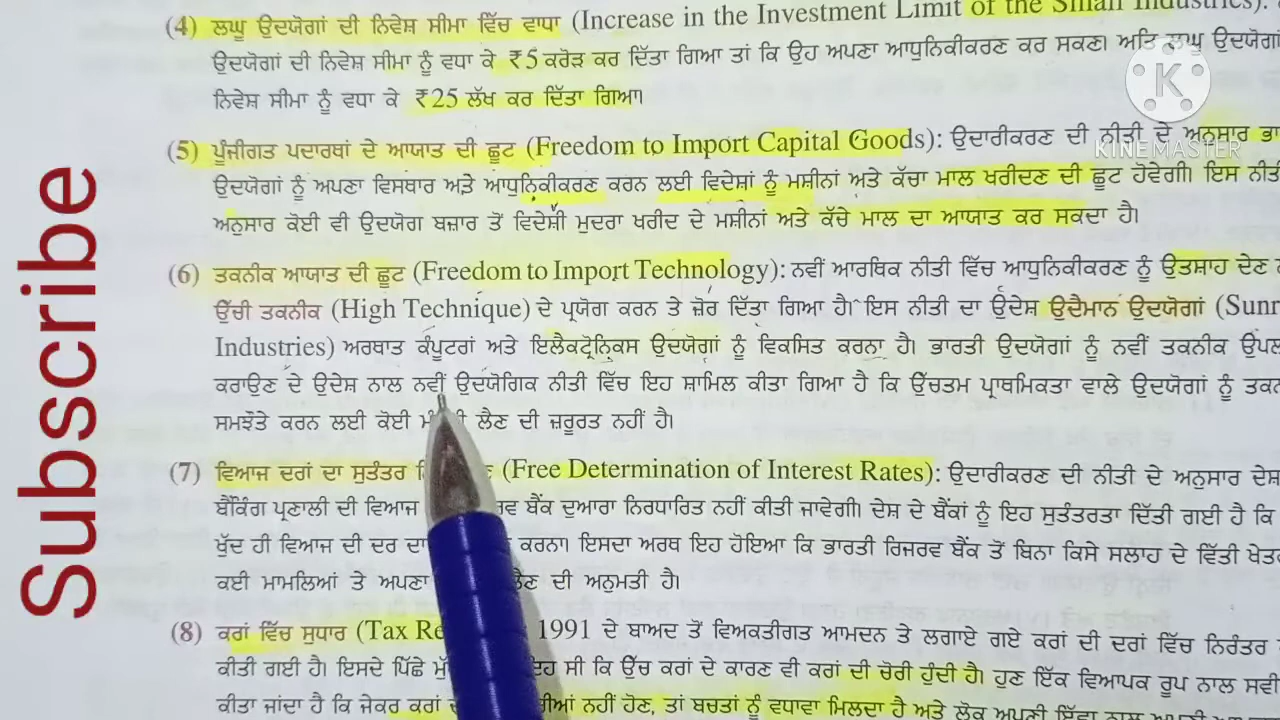 Subscribe
KINEMASTER
(4) ਲਘੂ ਉਦਯੋਗਾਂ ਦੀ ਨਿਵੇਸ਼ ਸੀਮਾ ਵਿੱਚ ਵਾਧਾ (Increase in the Investment Limit of the Small Industries):
ਉਦਯੋਗਾਂ ਦੀ ਨਿਵੇਸ਼ ਸੀਮਾ ਨੂੰ ਵਧਾ ਕੇ ₹5 ਕਰੋੜ ਕਰ ਦਿੱਤਾ ਗਿਆ ਤਾਂ ਕਿ ਉਹ ਅਪਣਾ ਆਧੁਨਿਕੀਕਰਣ ਕਰ ਸਕਣ। ਅਤਿ ਲਘੂ ਉਦਯੋਗਾਂ
ਨਿਵੇਸ਼ ਸੀਮਾ ਨੂੰ ਵਧਾ ਕੇ ₹25 ਲੱਖ ਕਰ ਦਿੱਤਾ ਗਿਆ।
(5) ਪੂੰਜੀਗਤ ਪਦਾਰਥਾਂ ਦੇ ਆਯਾਤ ਦੀ ਛੂਟ (Freedom to Import Capital Goods): ਉਦਾਰੀਕਰਣ ਦੀ ਨੀਤੀ ਦੇ ਅਨੁਸਾਰ
ਉਦਯੋਗਾਂ ਨੂੰ ਅਪਣਾ ਵਿਸਥਾਰ ਅਤੇ ਆਧੁਨਿਕੀਕਰਣ ਕਰਨ ਲਈ ਵਿਦੇਸ਼ਾਂ ਨੂੰ ਮਸ਼ੀਨਾਂ ਅਤੇ ਕੱਚਾ ਮਾਲ ਖਰੀਦਣ ਦੀ ਛੂਟ ਹੋਵੇਗੀ। ਇਸ
ਅਨੁਸਾਰ ਕੋਈ ਵੀ ਉਦਯੋਗ ਬਜ਼ਾਰ ਤੋਂ ਵਿਦੇਸ਼ੀ ਮੁਦਰਾ ਖਰੀਦ ਦੇ ਮਸ਼ੀਨਾਂ ਅਤੇ ਕੱਚੇ ਮਾਲ ਦਾ ਆਯਾਤ ਕਰ ਸਕਦਾ ਹੈ।
(6) ਤਕਨੀਕ ਆਯਾਤ ਦੀ ਛੂਟ (Freedom to Import Technology): ਨਵੀਂ ਆਰਥਿਕ ਨੀਤੀ ਵਿੱਚ ਆਧੁਨਿਕੀਕਰਣ ਨੂੰ ਉਤਸ਼ਾਹ ਦੇਣ
ਉੱਚੀ ਤਕਨੀਕ (High Technique) ਦੇ ਪ੍ਰਯੋਗ ਕਰਨ ਤੇ ਜ਼ੋਰ ਦਿੱਤਾ ਗਿਆ ਹੈ। ਇਸ ਨੀਤੀ ਦਾ ਉਦੇਸ਼ ਉਦੈਮਾਨ ਉਦਯੋਗਾਂ
Industries) ਅਰਥਾਤ ਕੰਪੂਟਰਾਂ ਅਤੇ ਇਲੈਕਟ੍ਰੋਨਿਕਸ ਉਦਯੋਗਾਂ ਨੂੰ ਵਿਕਸਿਤ ਕਰਨਾ ਹੈ। ਭਾਰਤੀ ਉਦਯੋਗਾਂ ਨੂੰ ਨਵੀਂ ਤਕਨੀਕ
ਕਰਾਉਣ ਦੇ ਉਦੇਸ਼ ਨਾਲ ਨਵੀਂ ਉਦਯੋਗਿਕ ਨੀਤੀ ਵਿੱਚ ਇਹ ਸ਼ਾਮਿਲ ਕੀਤਾ ਗਿਆ ਹੈ ਕਿ ਉੱਚਤਮ ਪ੍ਰਾਥਮਿਕਤਾ ਵਾਲੇ ਉਦਯੋਗਾਂ ਨੂੰ
ਸਮਝੌਤੇ ਕਰਨ ਲਈ ਕੋਈ ਲੈਣ ਦੀ ਜ਼ਰੂਰਤ ਨਹੀਂ ਹੈ।
(7) ਵਿਆਜ ਦਰਾਂ ਦਾ ਸੁਤੰਤਰ (Free Determination of Interest Rates): ਉਦਾਰੀਕਰਣ ਦੀ ਨੀਤੀ ਦੇ ਅਨੁਸਾਰ ਦੇਸ਼
ਬੈਂਕਿੰਗ ਪ੍ਰਣਾਲੀ ਦੀ ਵਿਆਜ ਬੈਂਕ ਦੁਆਰਾ ਨਿਰਧਾਰਿਤ ਨਹੀਂ ਕੀਤੀ ਜਾਵੇਗੀ। ਦੇਸ਼ ਦੇ ਬੈਂਕਾਂ ਨੂੰ ਇਹ ਸੁਤੰਤਰਤਾ ਦਿੱਤੀ ਗਈ ਹੈ ਕਿ
ਖੁੱਦ ਹੀ ਵਿਆਜ ਦੀ ਦਰ ਦਾ ਕਰਨਾ। ਇਸਦਾ ਅਰਥ ਇਹ ਹੋਇਆ ਕਿ ਭਾਰਤੀ ਰਿਜਰਵ ਬੈਂਕ ਤੋਂ ਬਿਨਾ ਕਿਸੇ ਸਲਾਹ ਦੇ ਵਿੱਤੀ
ਕਈ ਮਾਮਲਿਆਂ ਤੇ ਅਪਣਾ ਲੈਣ ਦੀ ਅਨੁਮਤੀ ਹੈ।
(8) ਕਰਾਂ ਵਿੱਚ ਸੁਧਾਰ (Tax 1991 ਦੇ ਬਾਅਦ ਤੋਂ ਵਿਅਕਤੀਗਤ ਆਮਦਨ ਤੇ ਲਗਾਏ ਗਏ ਕਰਾਂ ਦੀ ਦਰਾਂ ਵਿੱਚ ਨਿਰੰਤਰ
ਕੀਤੀ ਗਈ ਹੈ। ਇਸਦੇ ਪਿੱਛੇ ਇਹ ਸੀ ਕਿ ਉੱਚ ਕਰਾਂ ਦੇ ਕਾਰਣ ਵੀ ਕਰਾਂ ਦੀ ਚੋਰੀ ਹੁੰਦੀ ਹੈ। ਹੁਣ ਇੱਕ ਵਿਆਪਕ ਰੂਪ ਨਾਲ
ਕੀਤਾ ਜਾਂਦਾ ਹੈ ਕਿ ਜੇਕਰ ਕਰਾਂ ਨਹੀਂ ਹੋਣ, ਤਾਂ ਬਚਤਾਂ ਨੂੰ ਵਧਾਵਾ ਮਿਲਦਾ ਹੈ ਅਤੇ ਲੋਕ ਅਪਣੀ ਇੱਛਾ ਨਾਲ